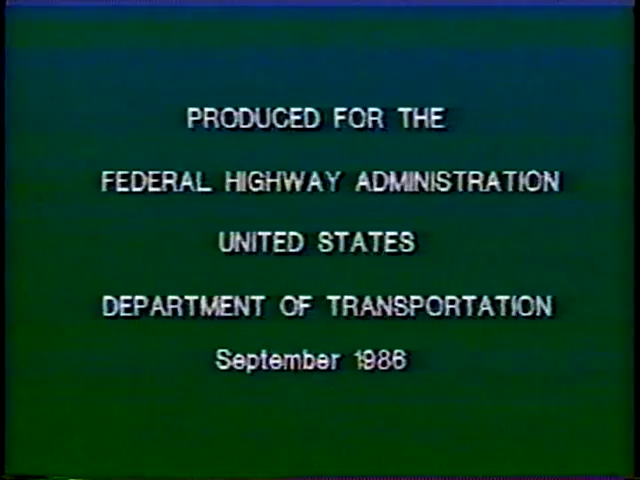 PRODUCED FOR THE
FEDERAL HIGHWAY ADMINISTRATION
UNITED STATES
DEPARTMENT OF TRANSPORTATION
September 1986